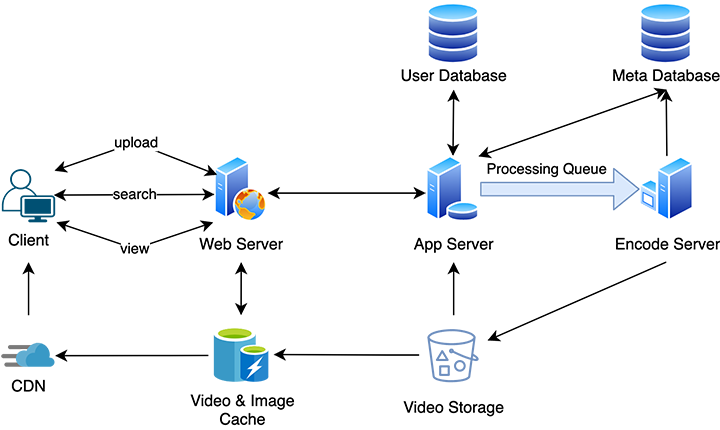 User Database
Meta Database
upload
Processing Queue
search
view
Client
Web Server
App Server
Encode Server
CDN
Video & Image
Cache
Video Storage